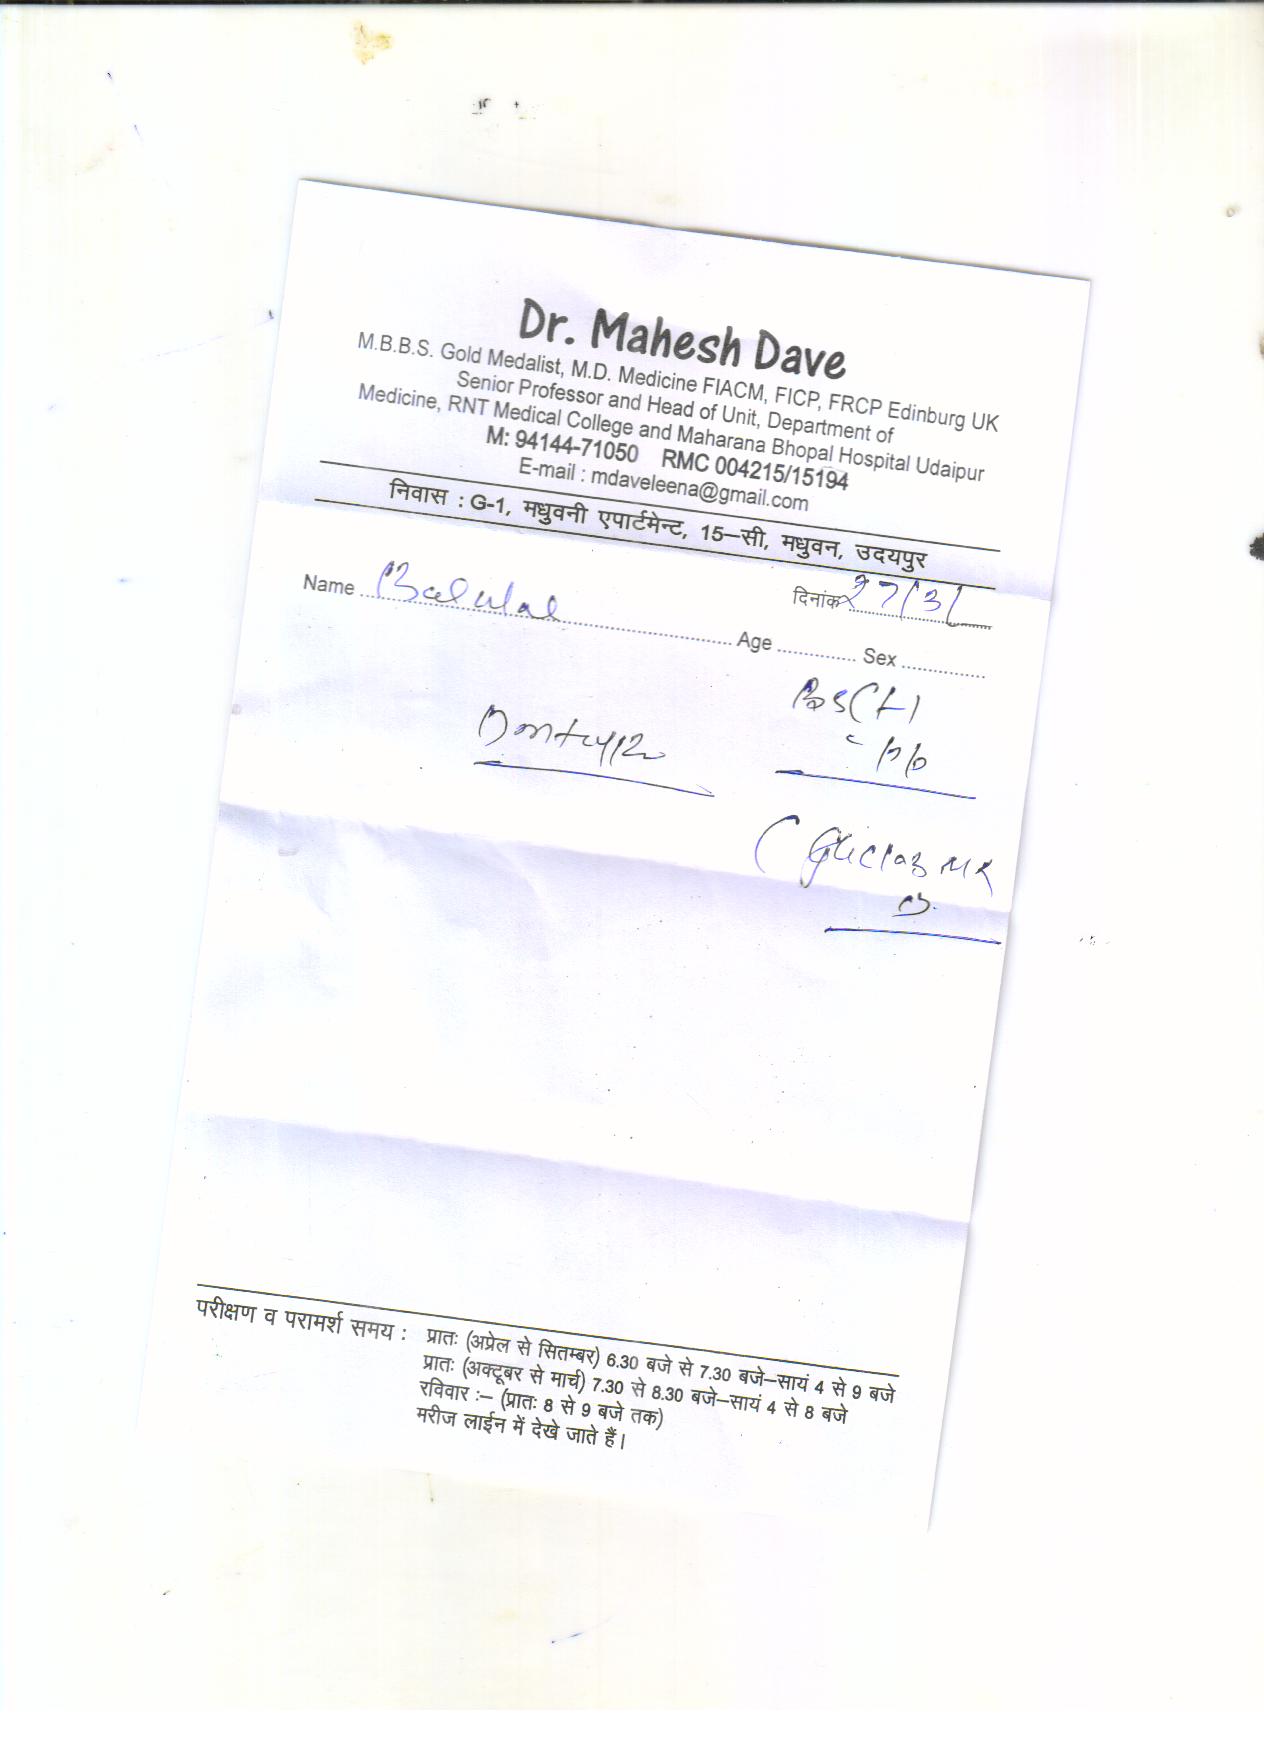 Dr. Mahesh Dave
M.B.B.S. Gold Medalist, M.D. Medicine FIACM, FICP, FRCP Edinburg UK
Senior Professor and Head of Unit, Department of
Medicine, RNT Medical College and Maharana Bhopal Hospital Udaipur
M: 94144-71050 RMC 004215/15194
E-mail : mdaveleena@gmail.com
निवास : G-1, मधुवनी एपार्टमेन्ट, 15–सी, मधुवन, उदयपुर
दिनांक 27/3/
Name Balulal Age Sex
BS(F)
PP
Gliclaz MR
परीक्षण व परामर्श समय : प्रातः (अप्रेल से सितम्बर) 6.30 बजे से 7.30 बजे–सायं 4 से 9 बजे
प्रातः (अक्टूबर से मार्च) 7.30 से 8.30 बजे–सायं 4 से 8 बजे
रविवार :– (प्रातः 8 से 9 बजे तक)
मरीज लाईन में देखे जाते हैं।